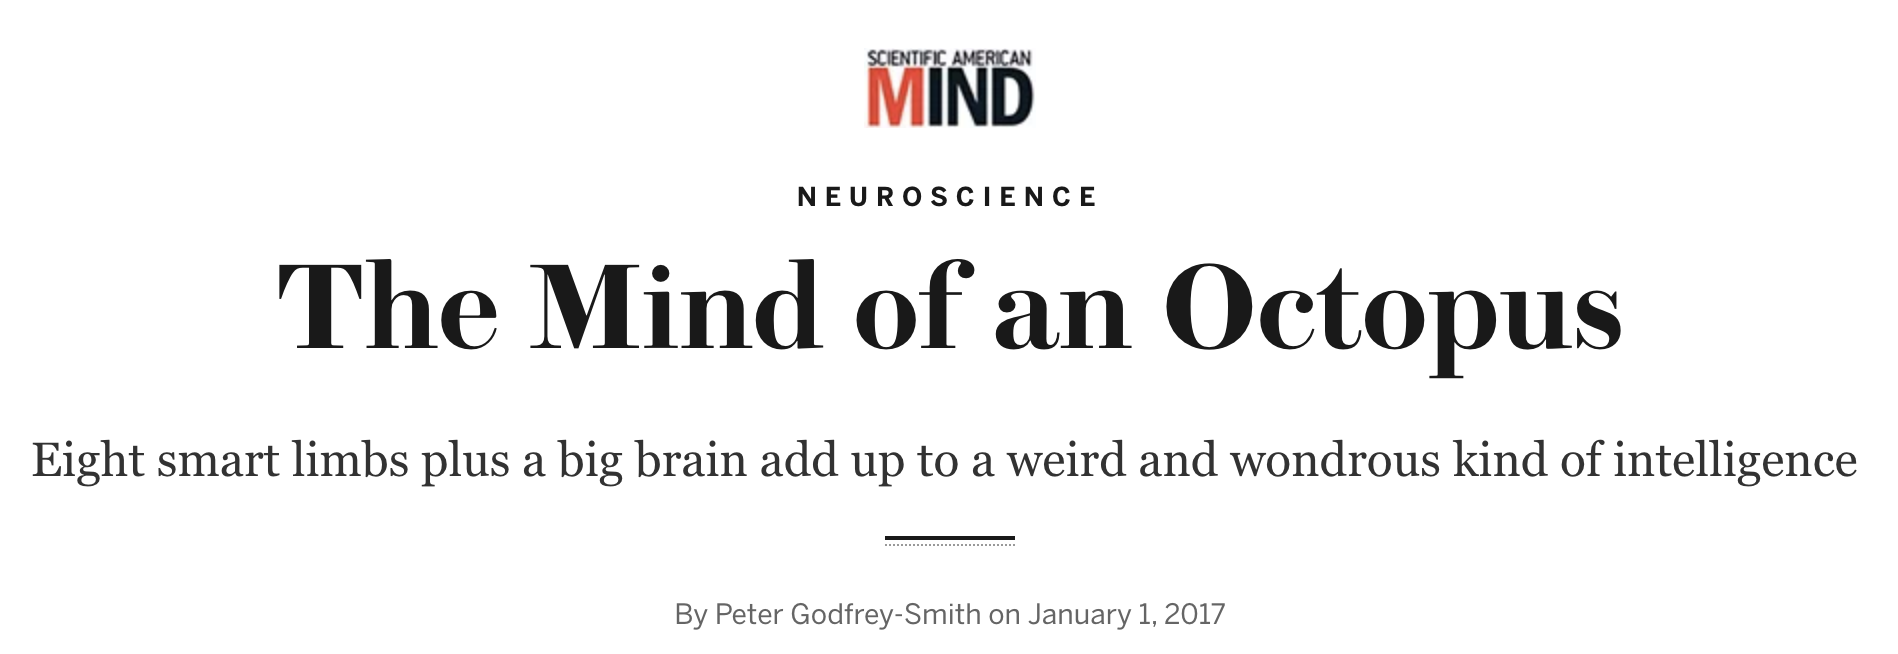 SCIENTIFIC AMERICAN
MIND
NEUROSCIENCE
The Mind of an Octopus
Eight smart limbs plus a big brain add up to a weird and wondrous kind of intelligence
By Peter Godfrey-Smith on January 1, 2017